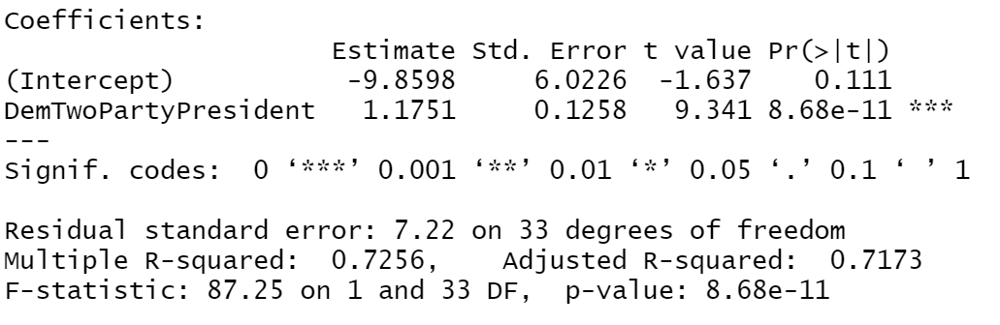 Coefficients:
                    Estimate Std. Error t value Pr(>|t|)
(Intercept)          -9.8598     6.0226  -1.637    0.111
DemTwoPartyPresident  1.1751     0.1258   9.341 8.68e-11 ***
---
Signif. codes:  0 ‘***’ 0.001 ‘**’ 0.01 ‘*’ 0.05 ‘.’ 0.1 ‘ ’ 1
Residual standard error: 7.22 on 33 degrees of freedom
Multiple R-squared:  0.7256,    Adjusted R-squared:  0.7173
F-statistic: 87.25 on 1 and 33 DF,  p-value: 8.68e-11